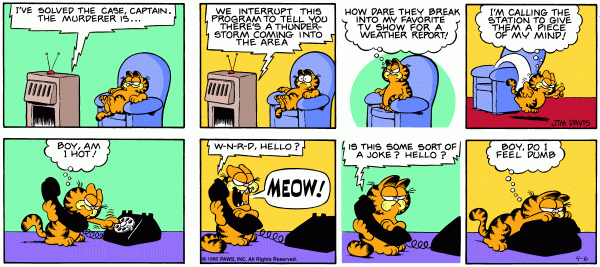 I'VE SOLVED THE CASE, CAPTAIN.
THE MURDERER IS...
WE INTERRUPT THIS
PROGRAM TO TELL YOU
THERE'S A THUNDER-
STORM COMING INTO
THE AREA
HOW DARE THEY BREAK
INTO MY FAVORITE
TV SHOW FOR A
WEATHER REPORT!
I'M CALLING THE
STATION TO GIVE
THEM A PIECE
OF MY MIND!
JIM DAVIS
BOY, AM
I HOT!
W-N-R-D, HELLO?
MEOW!
© 1980 PAWS, INC. All Rights Reserved.
IS THIS SOME SORT OF
A JOKE? HELLO?
BOY, DO I
FEEL DUMB
4-6